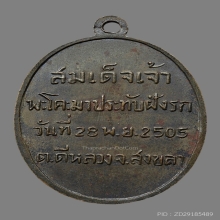 สมเด็จเจ้า
พะโคะมาประทับฝังรก
วันที่ 28 พ.ย. 2505
ต.ดีหลวง จ.สงขลา
PID : ZD29185489